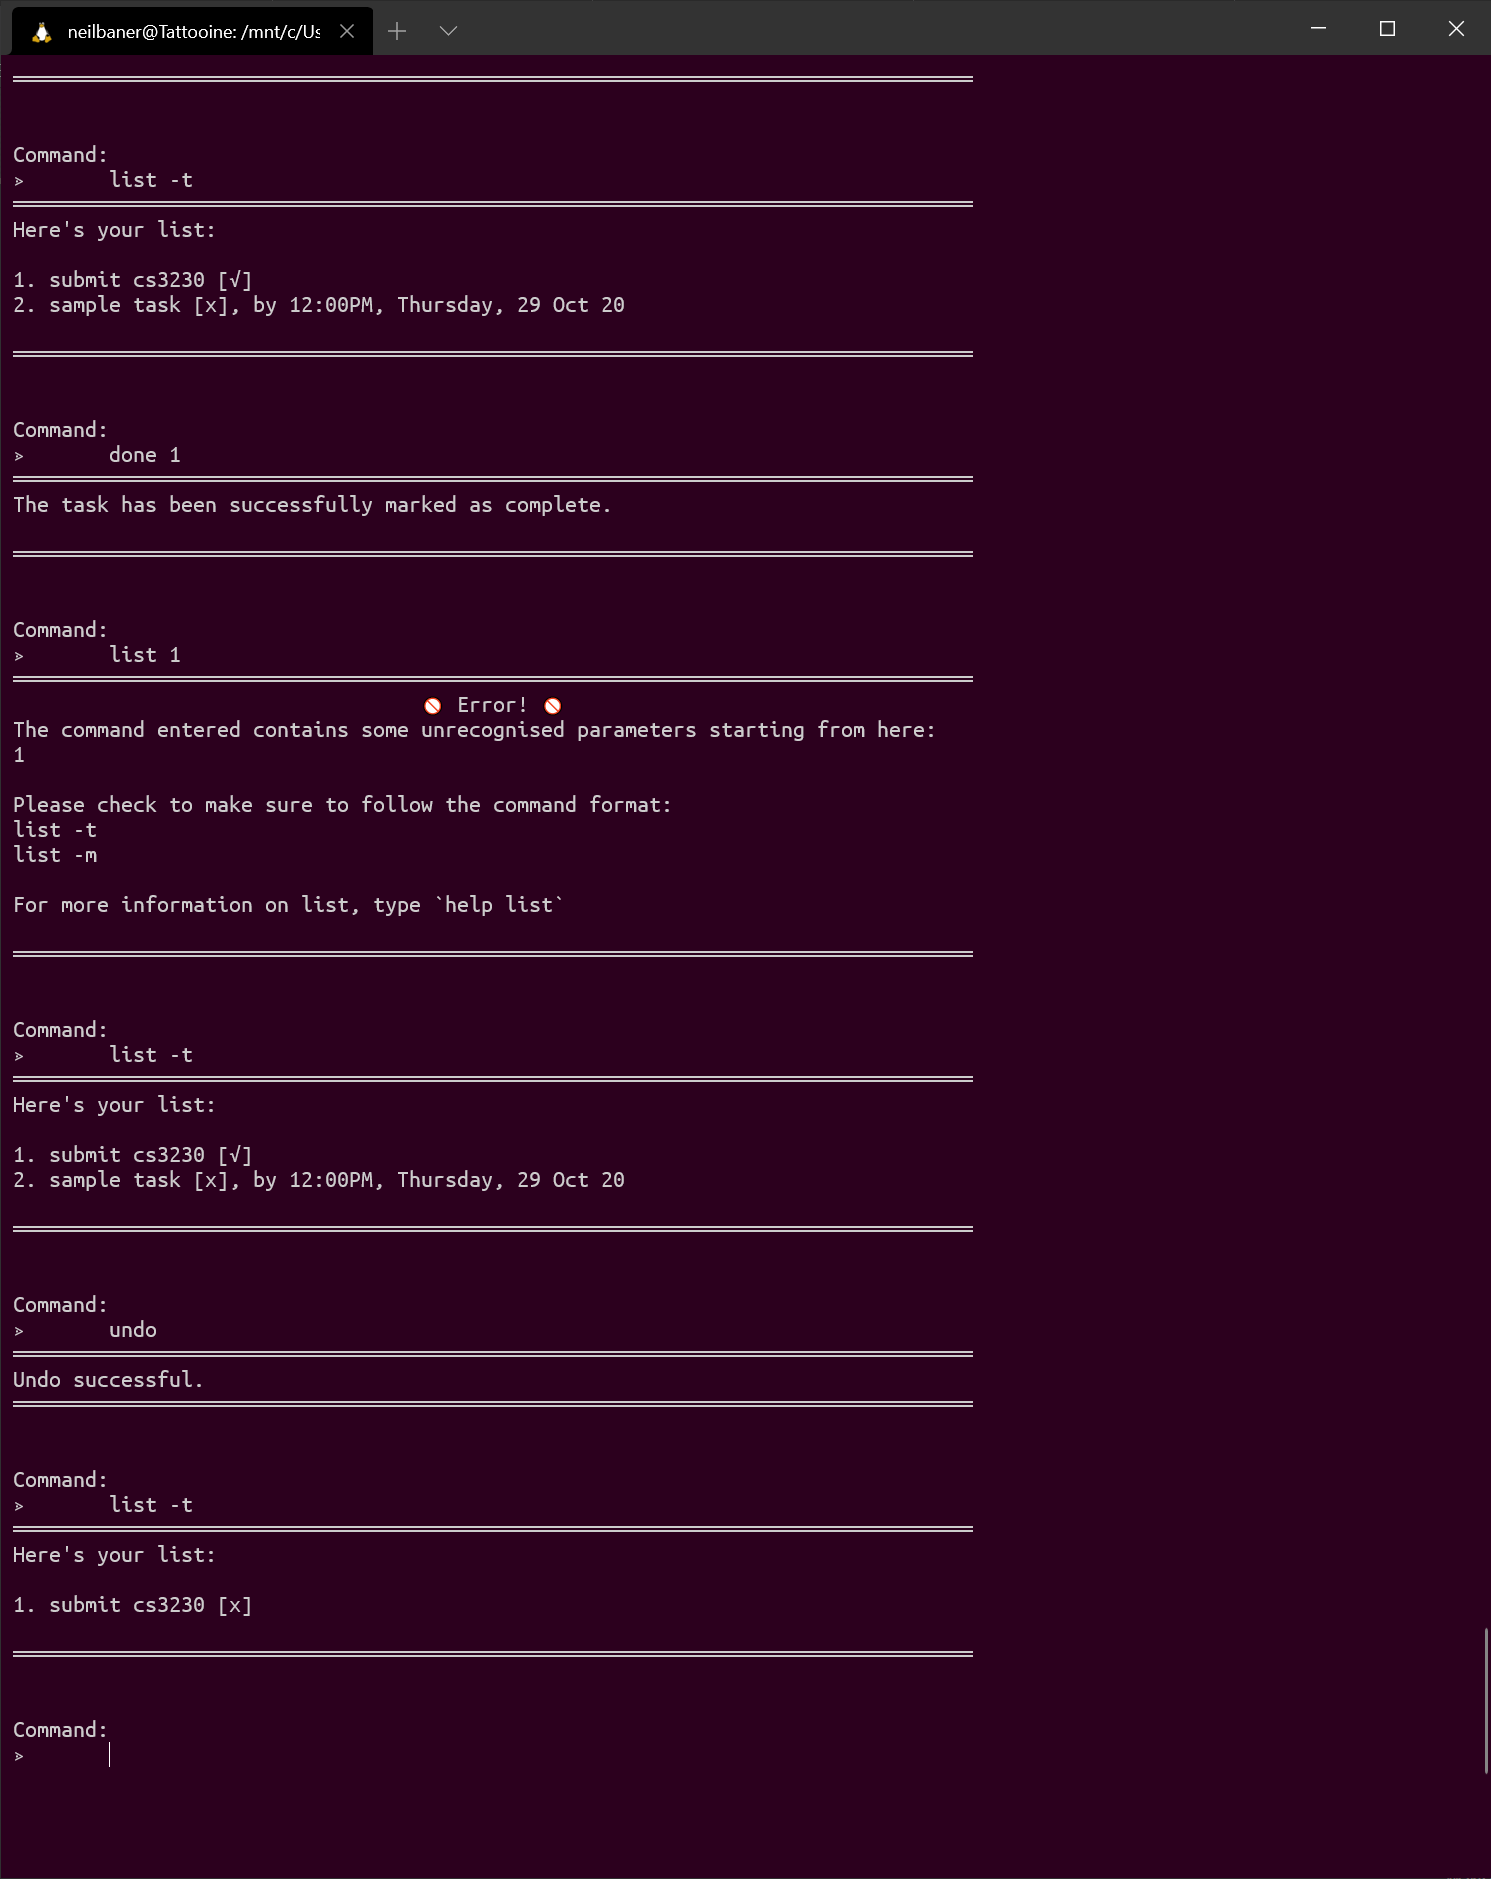 neilbaner@Tattooine: /mnt/c/Us
Command:
> list -t
Here's your list:
1. submit cs3230 [√]
2. sample task [x], by 12:00PM, Thursday, 29 Oct 20
Command:
> done 1
The task has been successfully marked as complete.
Command:
> list 1
🚫 Error! 🚫
The command entered contains some unrecognised parameters starting from here:
1
Please check to make sure to follow the command format:
list -t
list -m
For more information on list, type `help list`
Command:
> list -t
Here's your list:
1. submit cs3230 [√]
2. sample task [x], by 12:00PM, Thursday, 29 Oct 20
Command:
> undo
Undo successful.
Command:
> list -t
Here's your list:
1. submit cs3230 [x]
Command:
>